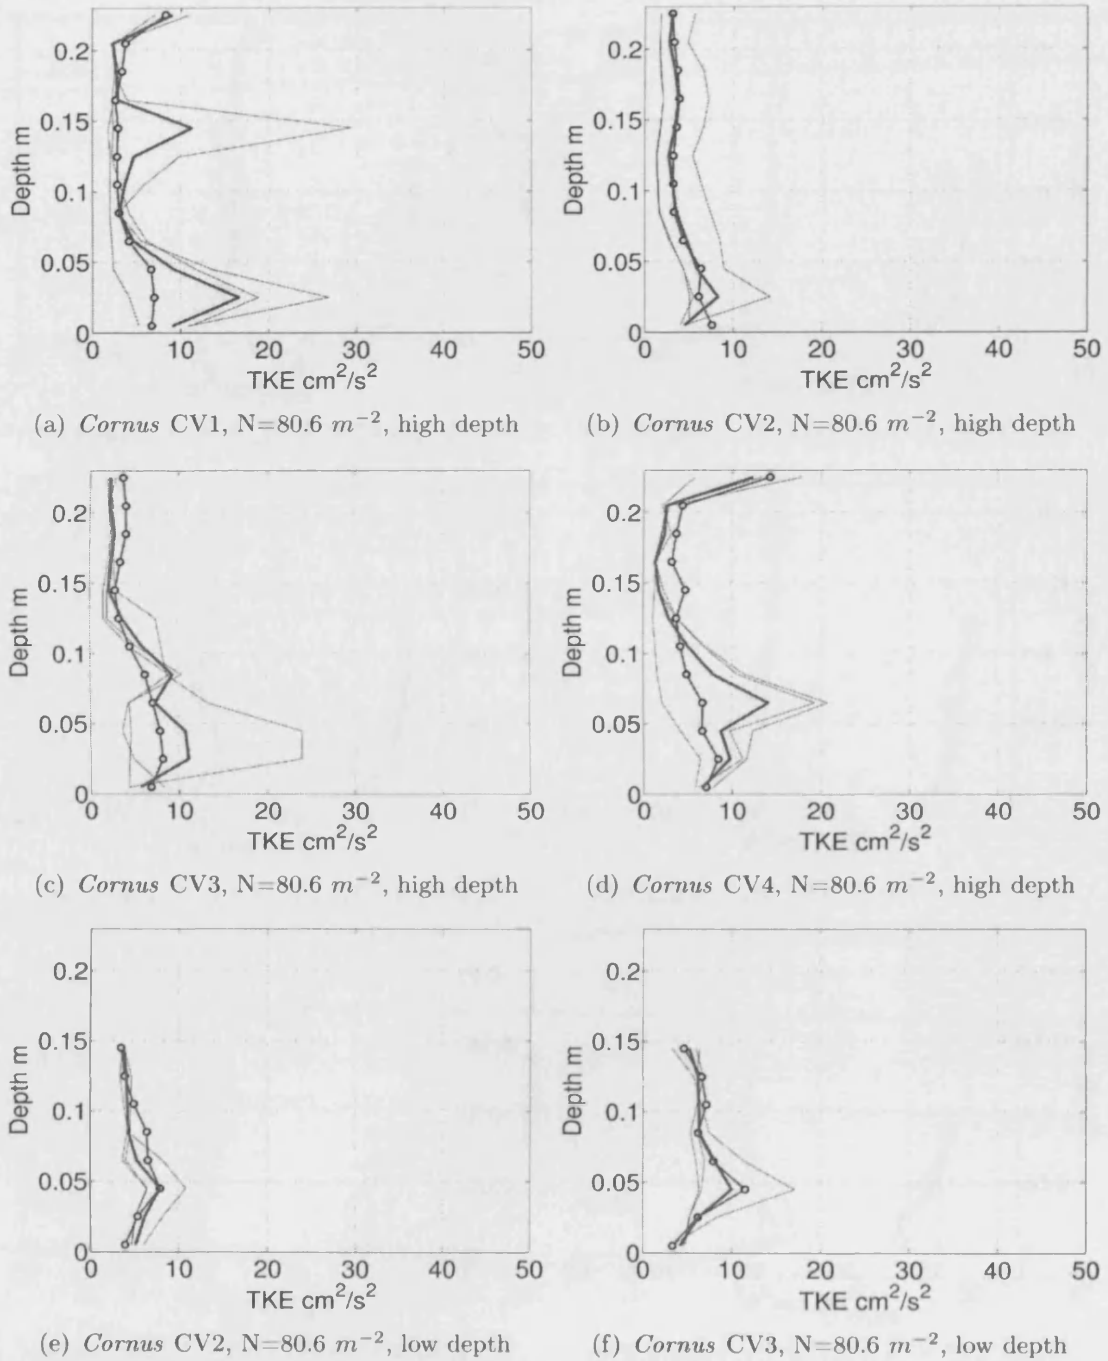 0.2
0.15
0.1
0.05
0
Depth m
0 10 20 30 40 50
TKE cm²/s²
(a) Cornus CV1, N=80.6 m⁻², high depth
0.2
0.15
0.1
0.05
0
Depth m
0 10 20 30 40 50
TKE cm²/s²
(b) Cornus CV2, N=80.6 m⁻², high depth
0.2
0.15
0.1
0.05
0
Depth m
0 10 20 30 40 50
TKE cm²/s²
(c) Cornus CV3, N=80.6 m⁻², high depth
0.2
0.15
0.1
0.05
0
Depth m
0 10 20 30 40 50
TKE cm²/s²
(d) Cornus CV4, N=80.6 m⁻², high depth
0.2
0.15
0.1
0.05
0
Depth m
0 10 20 30 40 50
TKE cm²/s²
(e) Cornus CV2, N=80.6 m⁻², low depth
0.2
0.15
0.1
0.05
0
Depth m
0 10 20 30 40 50
TKE cm²/s²
(f) Cornus CV3, N=80.6 m⁻², low depth